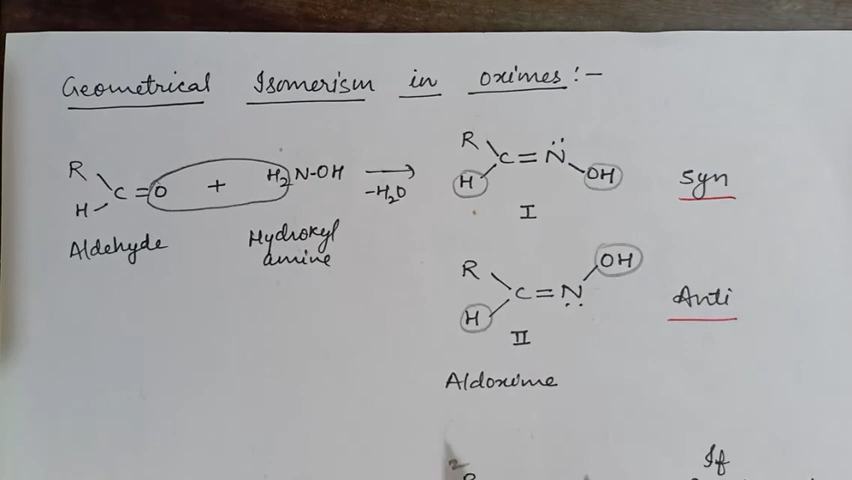 Geometrical Isomerism in oximes:-
R
C=O + H2N-OH → -H2O
H
Aldehyde
Hydroxyl amine
R
C=N̈
H OH
I
Syn
OH
R
C=N
H
II
Anti
Aldoxime
If